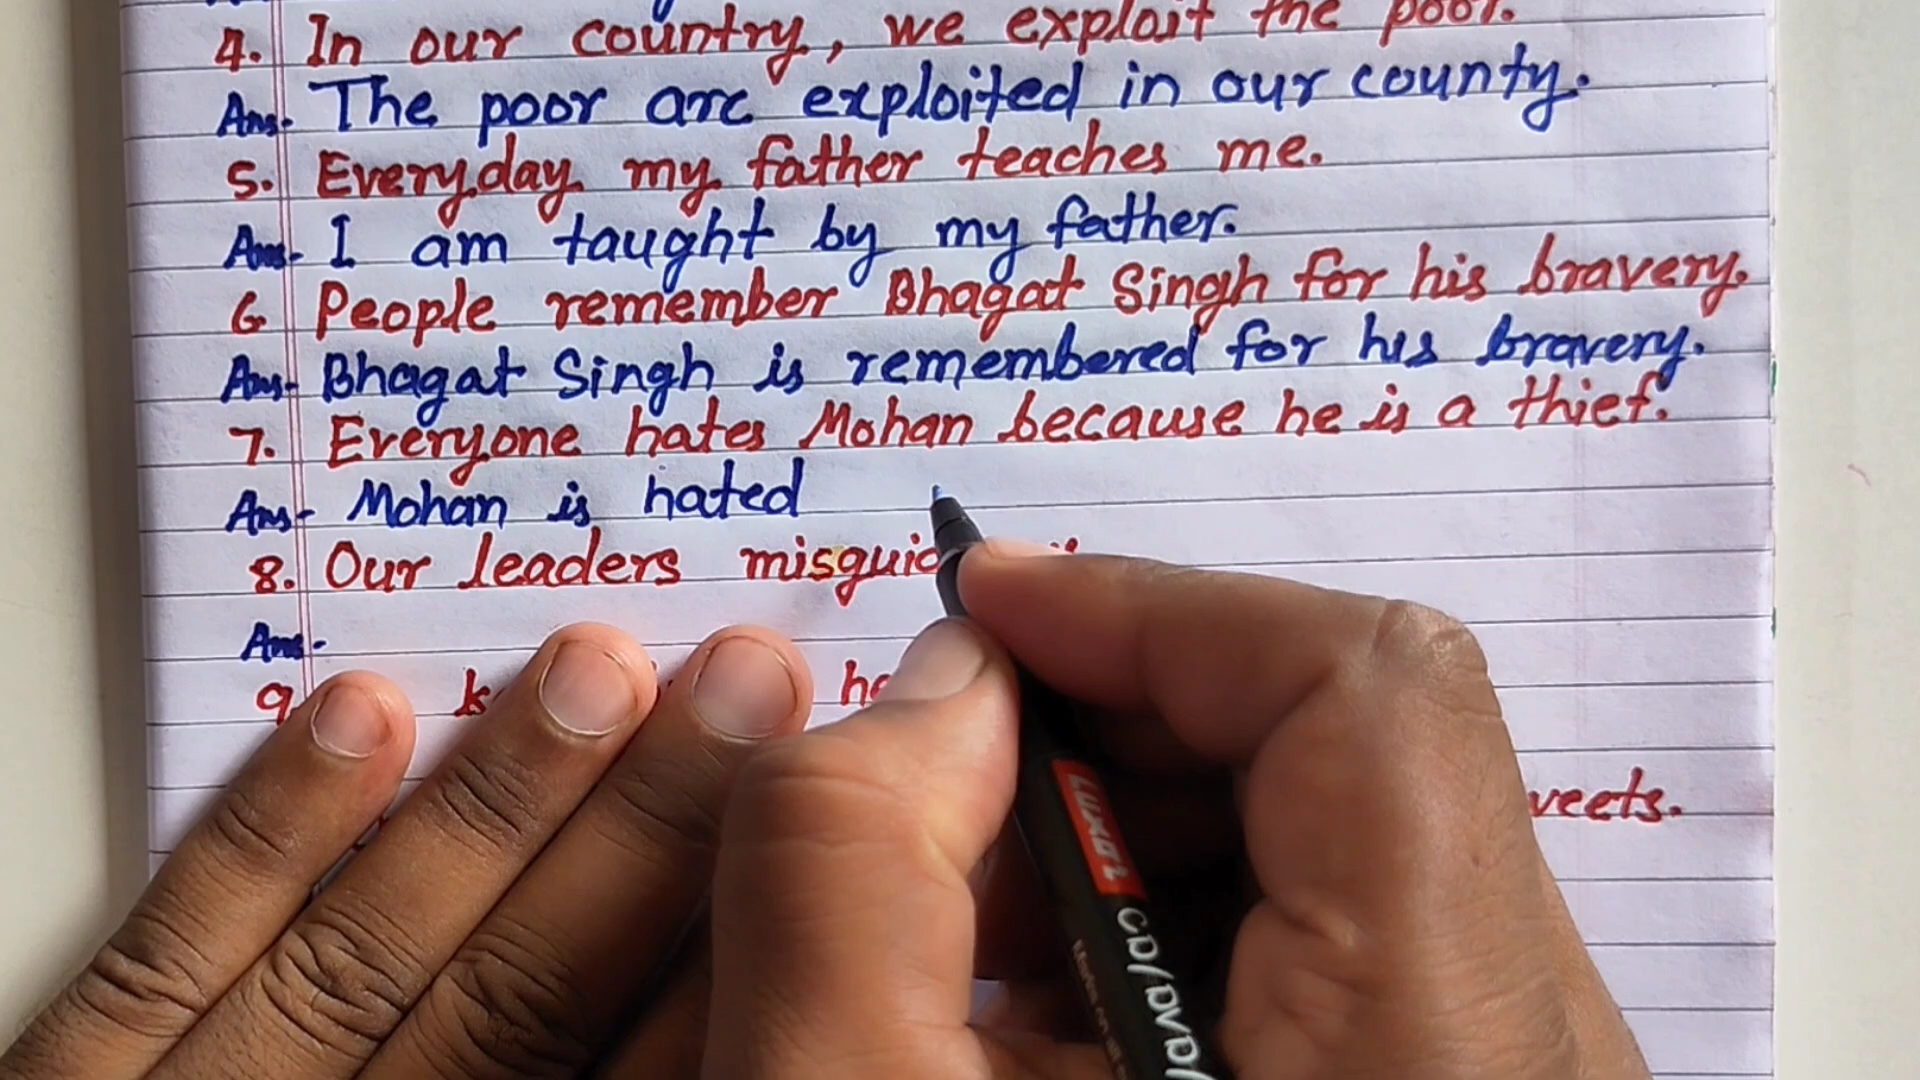 4. In our country, we exploit the poor.
Ans- The poor are exploited in our county.
5. Everyday my father teaches me.
Ans- I am taught by my father.
6 People remember Bhagat Singh for his bravery.
Ans- Bhagat Singh is remembered for his bravery.
7. Everyone hates Mohan because he is a thief.
Ans- Mohan is hated
8. Our leaders
Ans-
9
LUXOR